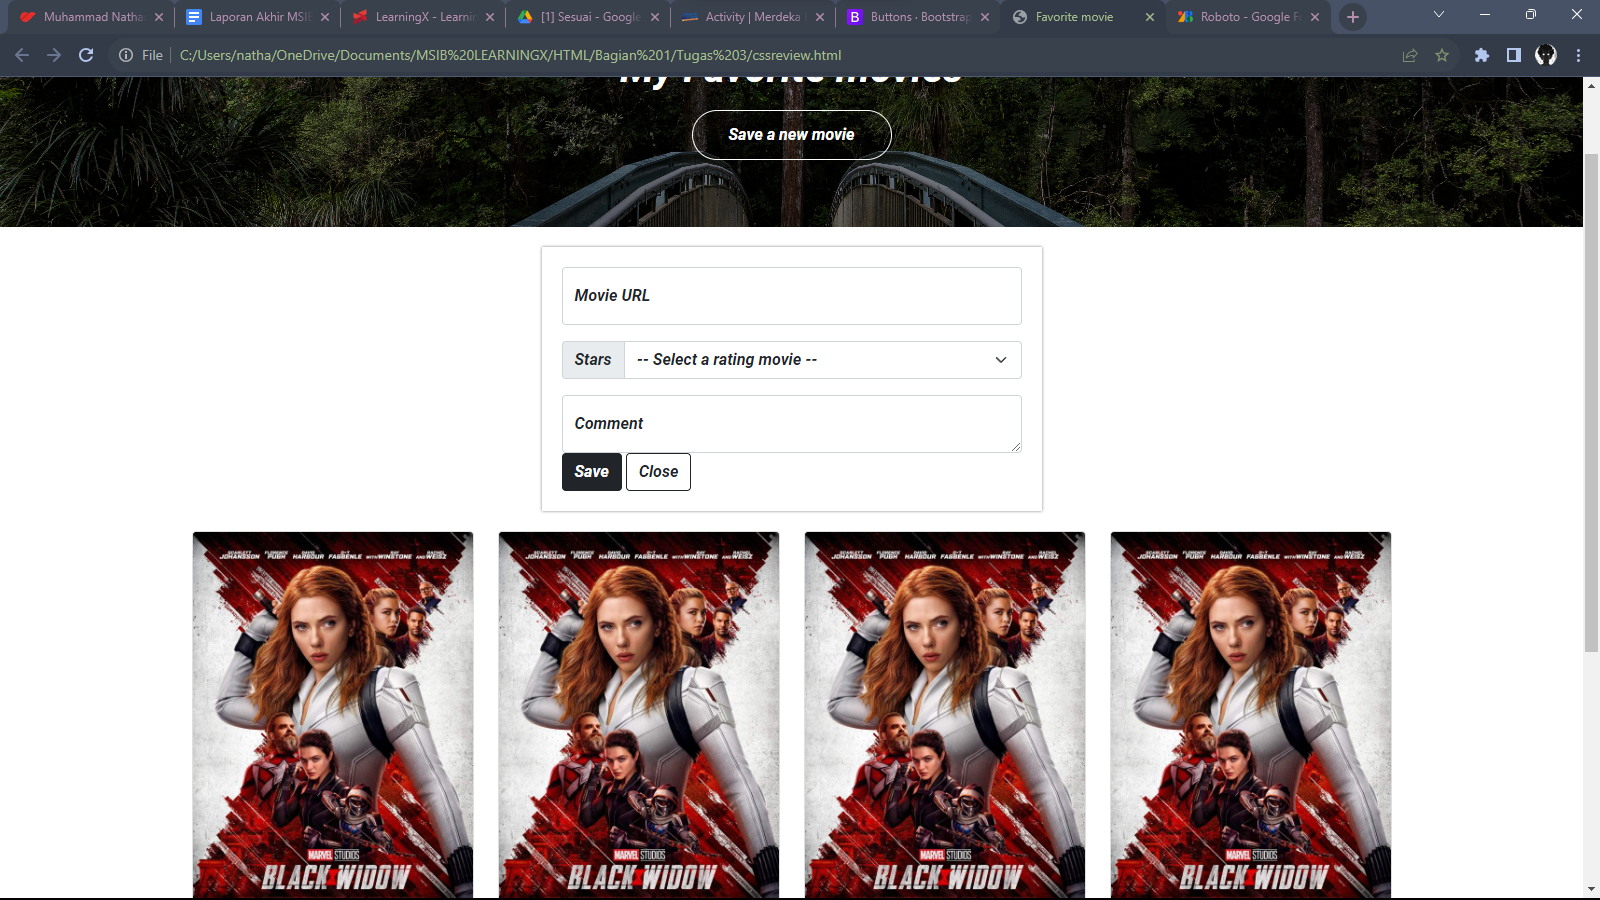 Muhammad Natha
Laporan Akhir MSIB
LearningX - Learnin
[1] Sesuai - Google
Activity | Merdeka
Buttons · Bootstrap
Favorite movie
Roboto - Google F
File
C:/Users/natha/OneDrive/Documents/MSIB%20LEARNINGX/HTML/Bagian%201/Tugas%203/cssreview.html
My Favorite movies
Save a new movie
Movie URL
Stars
-- Select a rating movie --
Comment
Save Close
SCARLETT JOHANSSON FLORENCE PUGH DAVID HARBOUR O-T FAGBENLE WITH RAY WINSTONE AND RACHEL WEISZ
MARVEL STUDIOS
BLACK WIDOW
SCARLETT JOHANSSON FLORENCE PUGH DAVID HARBOUR O-T FAGBENLE WITH RAY WINSTONE AND RACHEL WEISZ
MARVEL STUDIOS
BLACK WIDOW
SCARLETT JOHANSSON FLORENCE PUGH DAVID HARBOUR O-T FAGBENLE WITH RAY WINSTONE AND RACHEL WEISZ
MARVEL STUDIOS
BLACK WIDOW
SCARLETT JOHANSSON FLORENCE PUGH DAVID HARBOUR O-T FAGBENLE WITH RAY WINSTONE AND RACHEL WEISZ
MARVEL STUDIOS
BLACK WIDOW